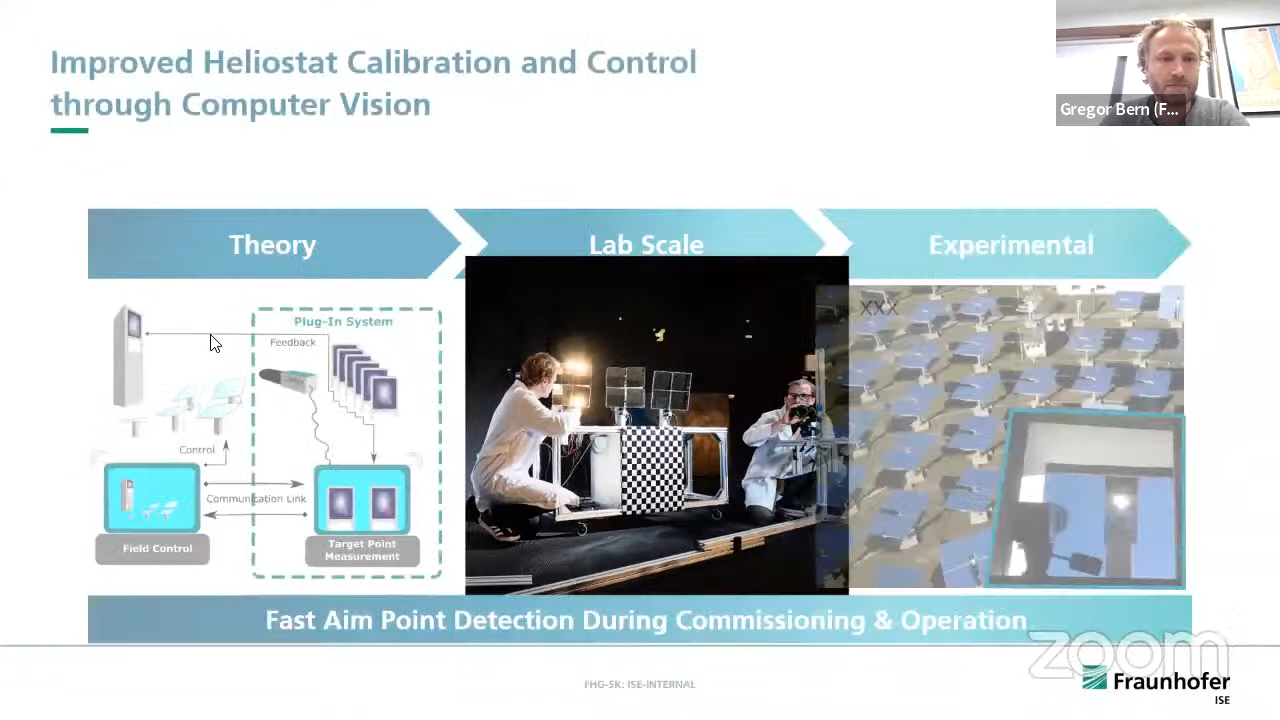 Improved Heliostat Calibration and Control
through Computer Vision
Gregor Bern (F...
Theory
Lab Scale
Experimental
Plug-In System
Feedback
Control
Communication Link
Field Control
Target Point
Measurement
XXX
Fast Aim Point Detection During Commissioning & Operation
zoom
FHG-SK: ISE-INTERNAL
Fraunhofer
ISE